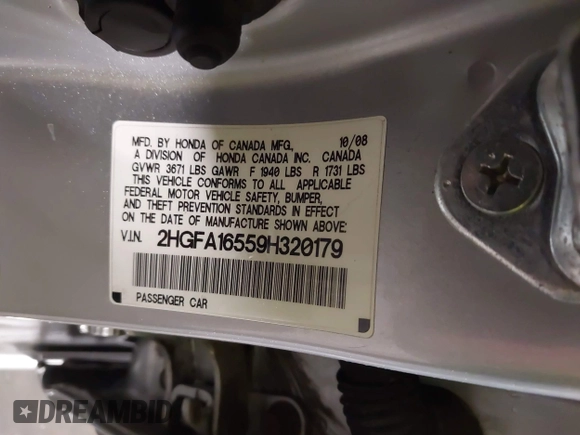 MFD. BY HONDA OF CANADA MFG. 10/08
A DIVISION OF HONDA CANADA INC. CANADA
GVWR 3671 LBS GAWR F 1940 LBS R 1731 LBS
THIS VEHICLE CONFORMS TO ALL APPLICABLE
FEDERAL MOTOR VEHICLE SAFETY, BUMPER,
AND THEFT PREVENTION STANDARDS IN EFFECT
ON THE DATE OF MANUFACTURE SHOWN ABOVE:
V.I.N. 2HGFA16559H320179
PASSENGER CAR
DREAMBID